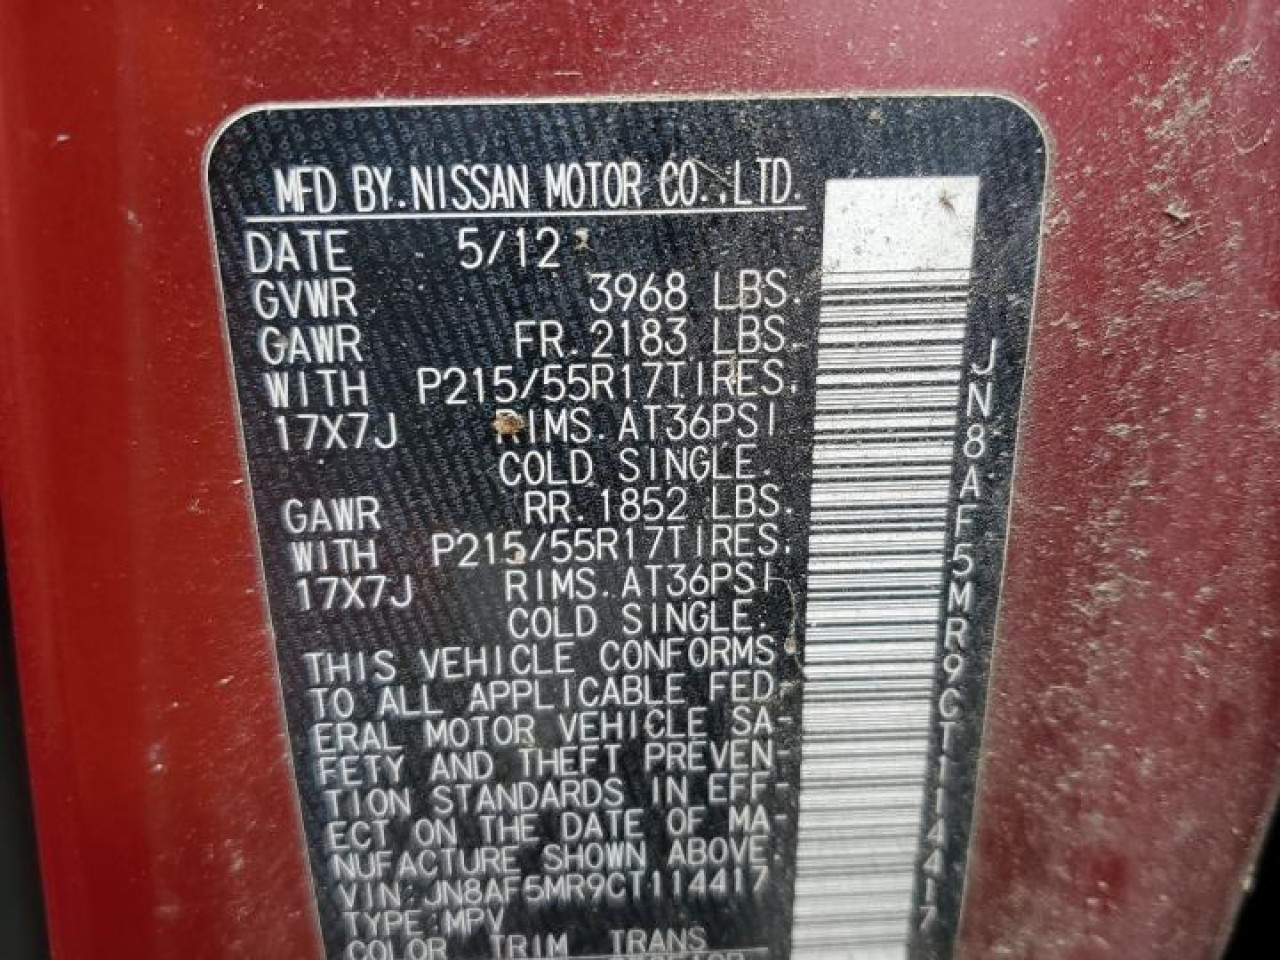 MFD BY.NISSAN MOTOR CO.,LTD.
DATE 5/12
GVWR 3968 LBS.
GAWR FR.2183 LBS.
WITH P215/55R17TIRES.
17X7J RIMS.AT36PSI
COLD SINGLE.
GAWR RR.1852 LBS.
WITH P215/55R17TIRES.
17X7J RIMS.AT36PSI
COLD SINGLE.
THIS VEHICLE CONFORMS
TO ALL APPLICABLE FED-
ERAL MOTOR VEHICLE SA-
FETY AND THEFT PREVEN-
TION STANDARDS IN EFF-
ECT ON THE DATE OF MA-
NUFACTURE SHOWN ABOVE.
VIN:JN8AF5MR9CT114417
TYPE:MPV
COLOR TRIM TRANS
JN8AF5MR9CT114417